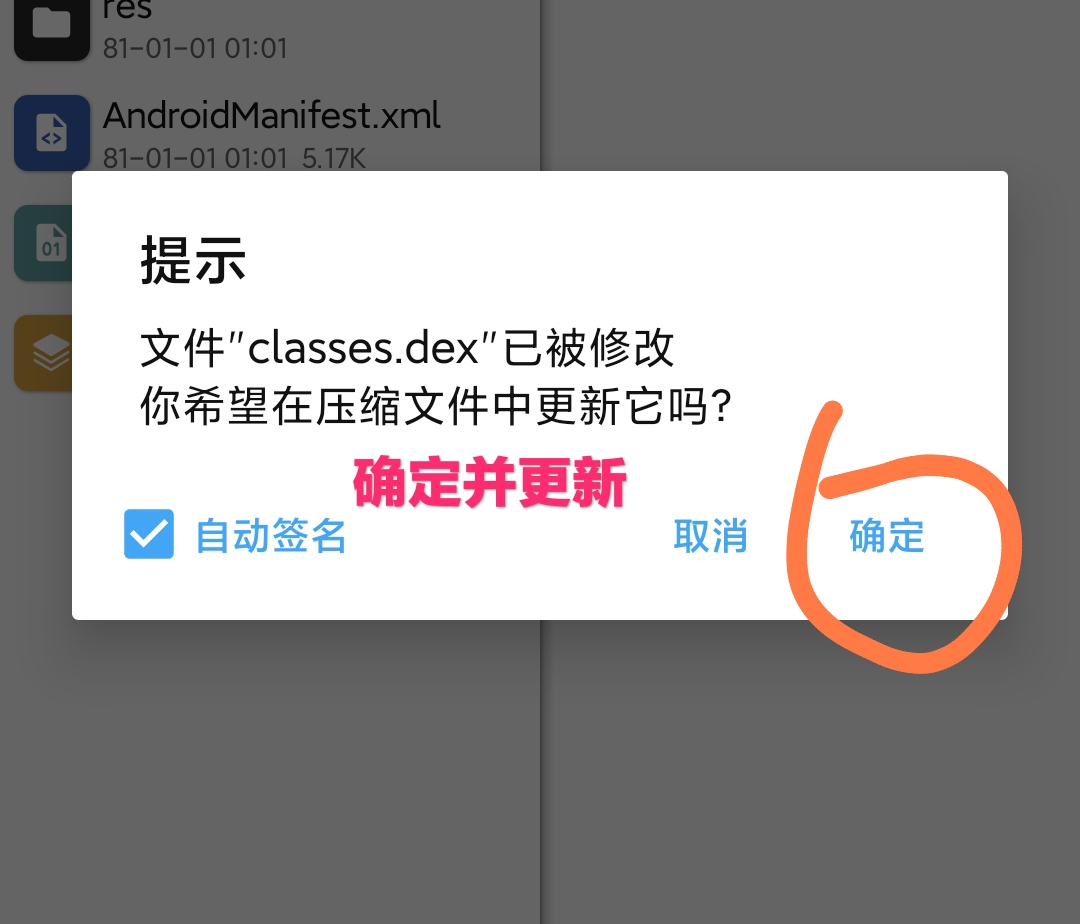 res
81-01-01 01:01
AndroidManifest.xml
81-01-01 01:01 5.17K
01
提示
文件"classes.dex"已被修改
你希望在压缩文件中更新它吗?
确定并更新
自动签名
取消
确定